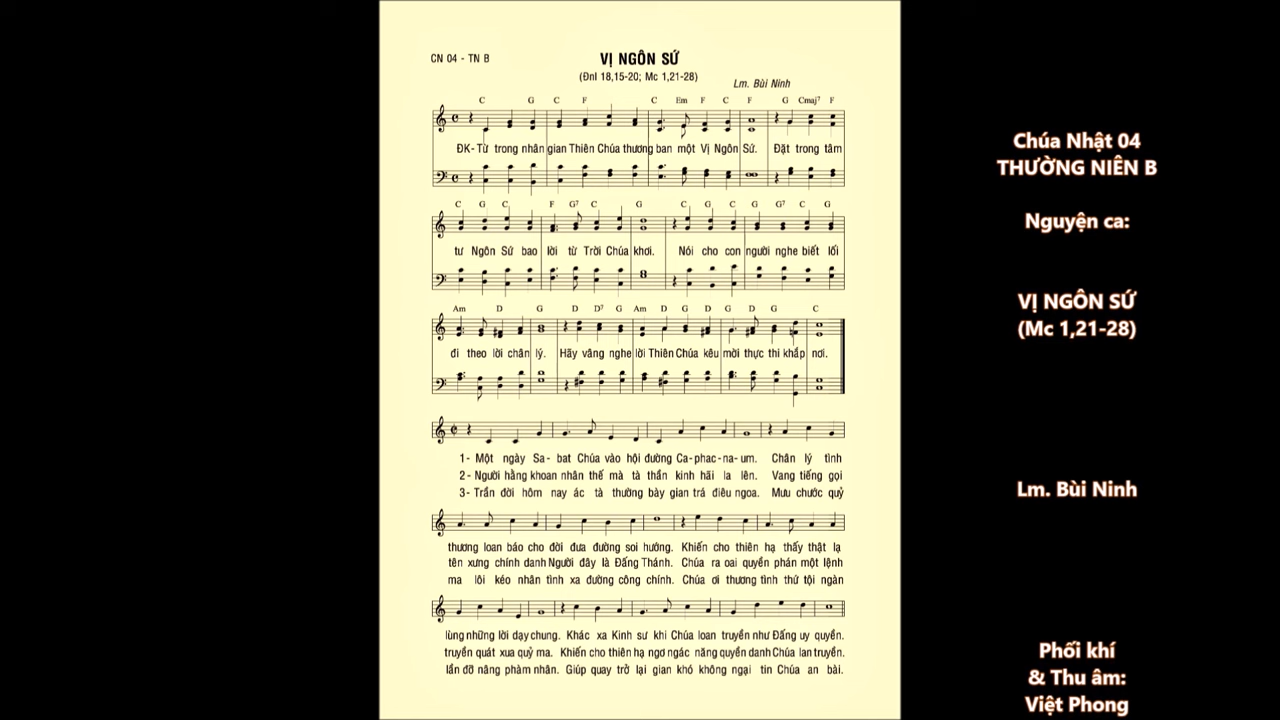 CN 04 - TN B
VỊ NGÔN SỨ
(Đnl 18,15-20; Mc 1,21-28)
Lm. Bùi Ninh
C G C F C Em F C F G Cmaj7 F
ĐK- Từ trong nhân gian Thiên Chúa thương ban một Vị Ngôn Sứ. Đặt trong tâm
C G C F G7 C G C G C G G7 C G
tư Ngôn Sứ bao lời từ Trời Chúa khơi. Nói cho con người nghe biết lối
Am D G D D7 G Am D G D G D G C
đi theo lời chân lý. Hãy vâng nghe lời Thiên Chúa kêu mời thực thi khắp nơi.
1- Một ngày Sa- bat Chúa vào hội đường Ca-phac-na-um. Chân lý tình
2- Người hằng khoan nhân thế mà tà thần kinh hãi la lên. Vang tiếng gọi
3- Trần đời hôm nay ác tà thường bày gian trá điêu ngoa. Mưu chước quỷ
thương loan báo cho đời đưa đường soi hướng. Khiến cho thiên hạ thấy thật lạ
tên xưng chính danh Người đây là Đấng Thánh. Chúa ra oai quyền phán một lệnh
ma lôi kéo nhân tình xa đường công chính. Chúa ơi thương tình thứ tội ngàn
lùng những lời dạy chung. Khác xa Kinh sư khi Chúa loan truyền như Đấng uy quyền.
truyền quát xua quỷ ma. Khiến cho thiên hạ ngơ ngác năng quyền danh Chúa lan truyền.
lần đỡ nâng phàm nhân. Giúp quay trở lại gian khó không ngại tin Chúa an bài.
Chúa Nhật 04
THƯỜNG NIÊN B
Nguyện ca:
VỊ NGÔN SỨ
(Mc 1,21-28)
Lm. Bùi Ninh
Phối khí
& Thu âm:
Việt Phong